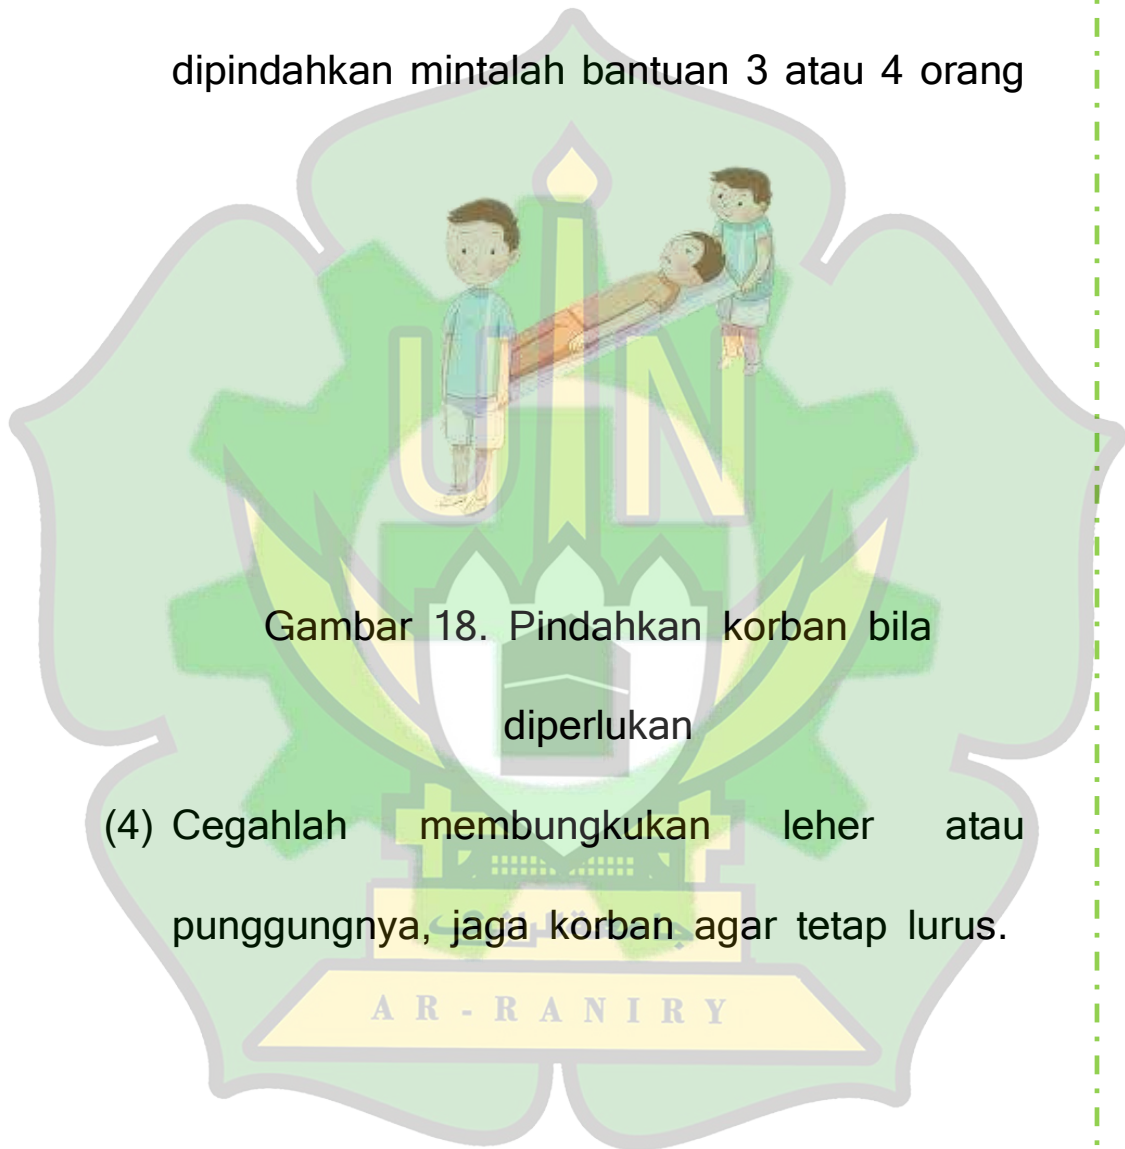 dipindahkan mintalah bantuan 3 atau 4 orang
UIN
Gambar 18. Pindahkan korban bila
diperlukan
(4) Cegahlah membungkukan leher atau
punggungnya, jaga korban agar tetap lurus.
AR-RANIRY